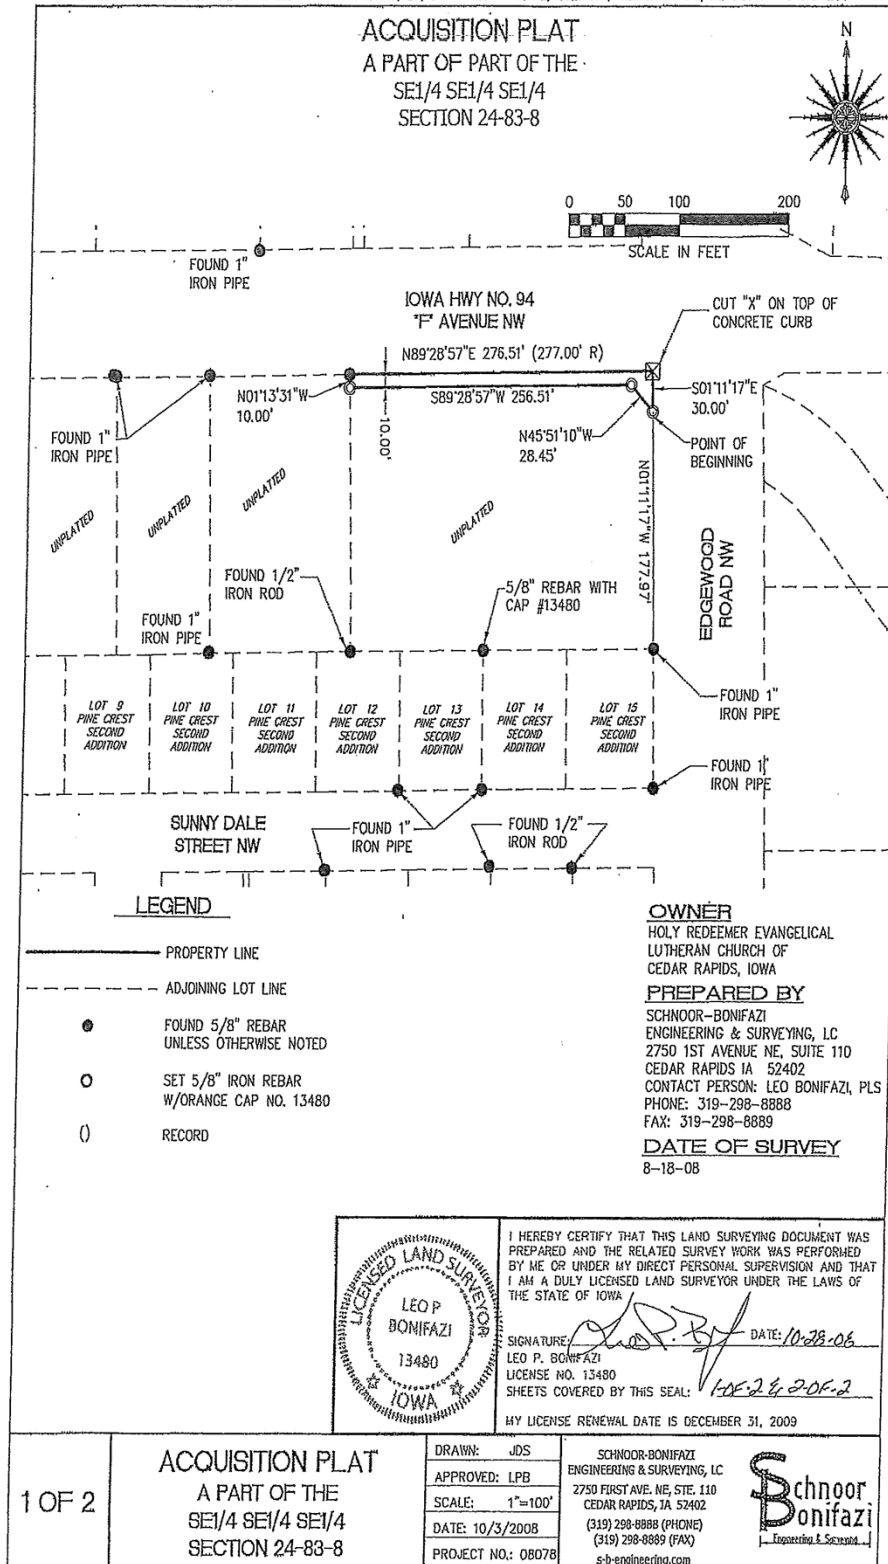 ACQUISITION PLAT
A PART OF PART OF THE
SE1/4 SE1/4 SE1/4
SECTION 24-83-8
N
0 50 100 200
SCALE IN FEET
FOUND 1"
IRON PIPE
IOWA HWY NO. 94
"F" AVENUE NW
CUT "X" ON TOP OF
CONCRETE CURB
N89°28'57"E 276.51' (277.00' R)
N01°13'31"W
10.00'
S89°28'57"W 256.51'
S01°11'17"E
30.00'
10.00'
FOUND 1"
IRON PIPE
N45°51'10"W
28.45'
POINT OF
BEGINNING
N01°11'17"W 177.97'
UNPLATTED
UNPLATTED
UNPLATTED
UNPLATTED
EDGEWOOD
ROAD NW
FOUND 1/2"
IRON ROD
5/8" REBAR WITH
CAP #13480
FOUND 1"
IRON PIPE
LOT 9
PINE CREST
SECOND
ADDITION
LOT 10
PINE CREST
SECOND
ADDITION
LOT 11
PINE CREST
SECOND
ADDITION
LOT 12
PINE CREST
SECOND
ADDITION
LOT 13
PINE CREST
SECOND
ADDITION
LOT 14
PINE CREST
SECOND
ADDITION
LOT 15
PINE CREST
SECOND
ADDITION
FOUND 1"
IRON PIPE
FOUND 1"
IRON PIPE
SUNNY DALE
STREET NW
FOUND 1"
IRON PIPE
FOUND 1/2"
IRON ROD
LEGEND
PROPERTY LINE
ADJOINING LOT LINE
FOUND 5/8" REBAR
UNLESS OTHERWISE NOTED
SET 5/8" IRON REBAR
W/ORANGE CAP NO. 13480
() RECORD
OWNER
HOLY REDEEMER EVANGELICAL
LUTHERAN CHURCH OF
CEDAR RAPIDS, IOWA
PREPARED BY
SCHNOOR-BONIFAZI
ENGINEERING & SURVEYING, LC
2750 1ST AVENUE NE, SUITE 110
CEDAR RAPIDS IA 52402
CONTACT PERSON: LEO BONIFAZI, PLS
PHONE: 319-298-8888
FAX: 319-298-8889
DATE OF SURVEY
8-18-08
LICENSED LAND SURVEYOR
LEO P
BONIFAZI
13480
IOWA
I HEREBY CERTIFY THAT THIS LAND SURVEYING DOCUMENT WAS
PREPARED AND THE RELATED SURVEY WORK WAS PERFORMED
BY ME OR UNDER MY DIRECT PERSONAL SUPERVISION AND THAT
I AM A DULY LICENSED LAND SURVEYOR UNDER THE LAWS OF
THE STATE OF IOWA
SIGNATURE: DATE: 10-28-08
LEO P. BONIFAZI
LICENSE NO. 13480
SHEETS COVERED BY THIS SEAL: 1-OF-2 & 2-OF-2
MY LICENSE RENEWAL DATE IS DECEMBER 31, 2009
1 OF 2
ACQUISITION PLAT
A PART OF THE
SE1/4 SE1/4 SE1/4
SECTION 24-83-8
DRAWN: JDS
APPROVED: LPB
SCALE: 1"=100'
DATE: 10/3/2008
PROJECT NO.: 08078
SCHNOOR-BONIFAZI
ENGINEERING & SURVEYING, LC
2750 FIRST AVE. NE, STE. 110
CEDAR RAPIDS, IA 52402
(319) 298-8888 (PHONE)
(319) 298-8889 (FAX)
s-b-engineering.com
Schnoor
Bonifazi
Engineering & Surveying